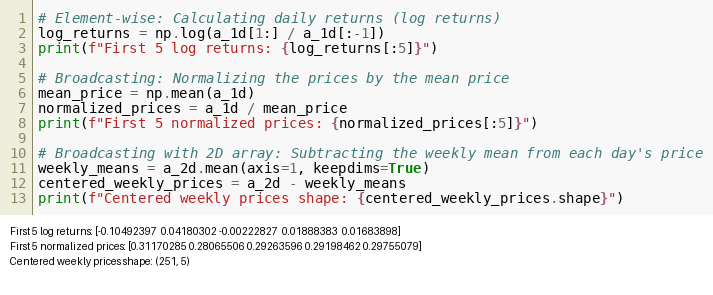 1 # Element-wise: Calculating daily returns (log returns)
2 log_returns = np.log(a_1d[1:] / a_1d[:-1])
3 print(f"First 5 log returns: {log_returns[:5]}")
4
5 # Broadcasting: Normalizing the prices by the mean price
6 mean_price = np.mean(a_1d)
7 normalized_prices = a_1d / mean_price
8 print(f"First 5 normalized prices: {normalized_prices[:5]}")
9
10 # Broadcasting with 2D array: Subtracting the weekly mean from each day's price
11 weekly_means = a_2d.mean(axis=1, keepdims=True)
12 centered_weekly_prices = a_2d - weekly_means
13 print(f"Centered weekly prices shape: {centered_weekly_prices.shape}")
First 5 log returns: [-0.10492397 0.04180302 -0.00222827 0.01888383 0.01683898]
First 5 normalized prices: [0.31170285 0.28065506 0.29263596 0.29198462 0.29755079]
Centered weekly prices shape: (251, 5)